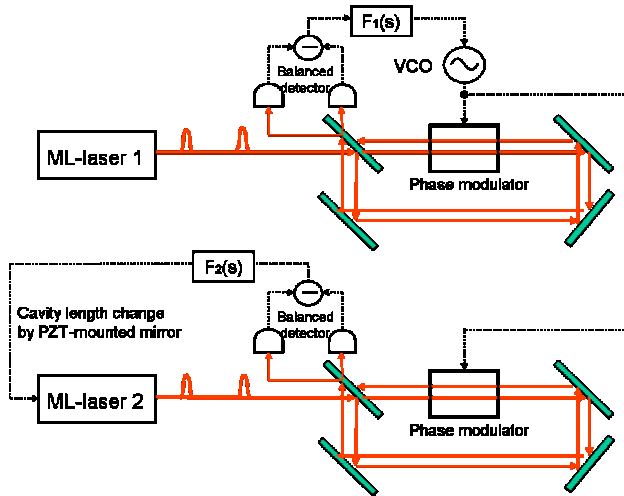 F1(s)
VCO
Balanced
detector
ML-laser 1
Phase modulator
F2(s)
Cavity length change
by PZT-mounted mirror
Balanced
detector
ML-laser 2
Phase modulator